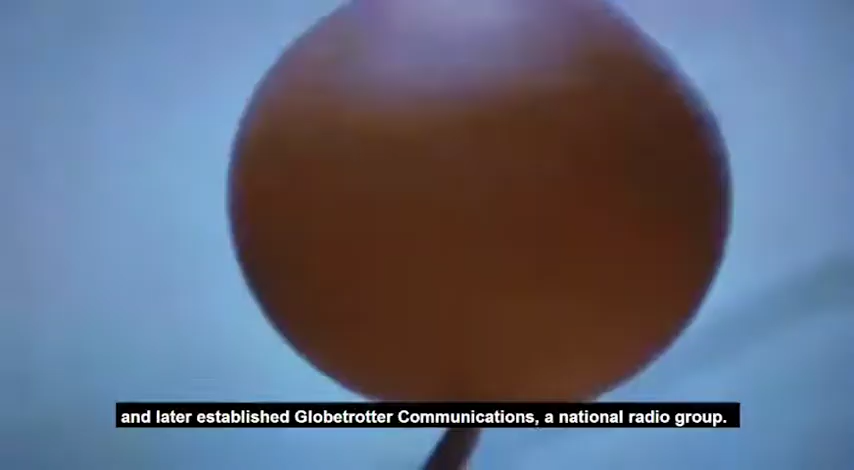 and later established Globetrotter Communications, a national radio group.